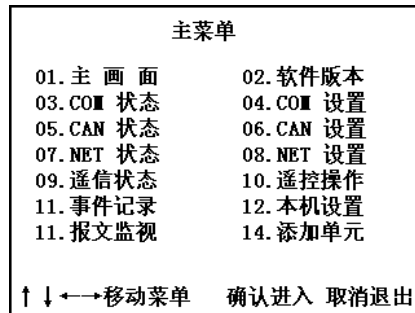 主菜单
01.主 画 面 02.软件版本
03.COM 状态 04.COM 设置
05.CAN 状态 06.CAN 设置
07.NET 状态 08.NET 设置
09.遥信状态 10.遥控操作
11.事件记录 12.本机设置
11.报文监视 14.添加单元
↑↓←→移动菜单 确认进入 取消退出